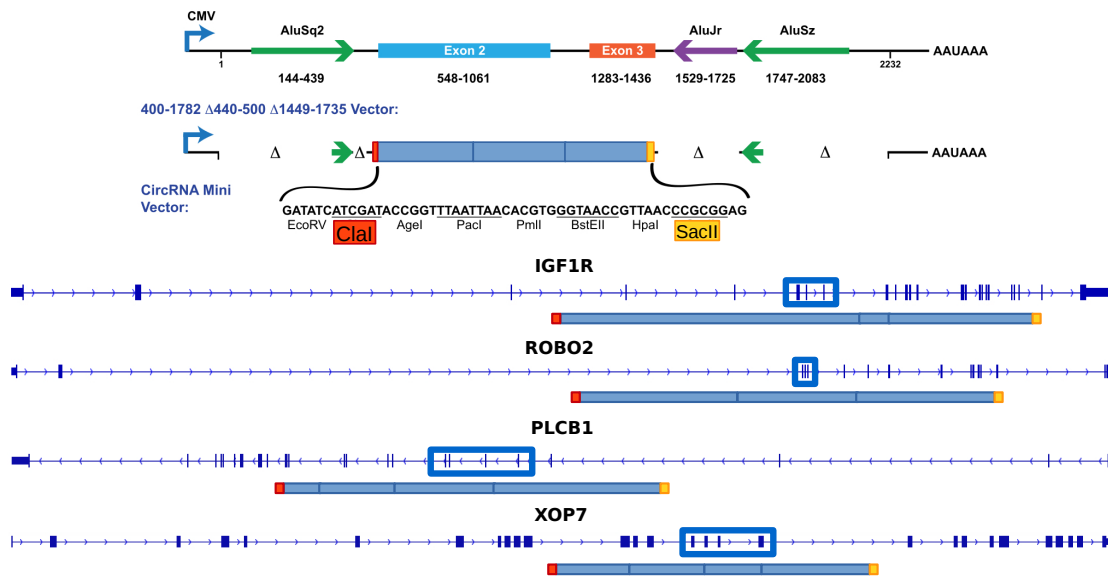 CMV
AluSq2
AluJr
AluSz
Exon 2
Exon 3
AAUAAA
1
2232
144-439
548-1061
1283-1436
1529-1725
1747-2083
400-1782 Δ440-500 Δ1449-1735 Vector:
Δ
Δ
Δ
Δ
AAUAAA
CircRNA Mini
Vector:
GATATCATCGATACCGGTTTAATTAACACGTGGGTAACCGTTAACCCGCGGAG
EcoRV
ClaI
AgeI
PacI
PmlI
BstEII
HpaI
SacII
IGF1R
ROBO2
PLCB1
XOP7